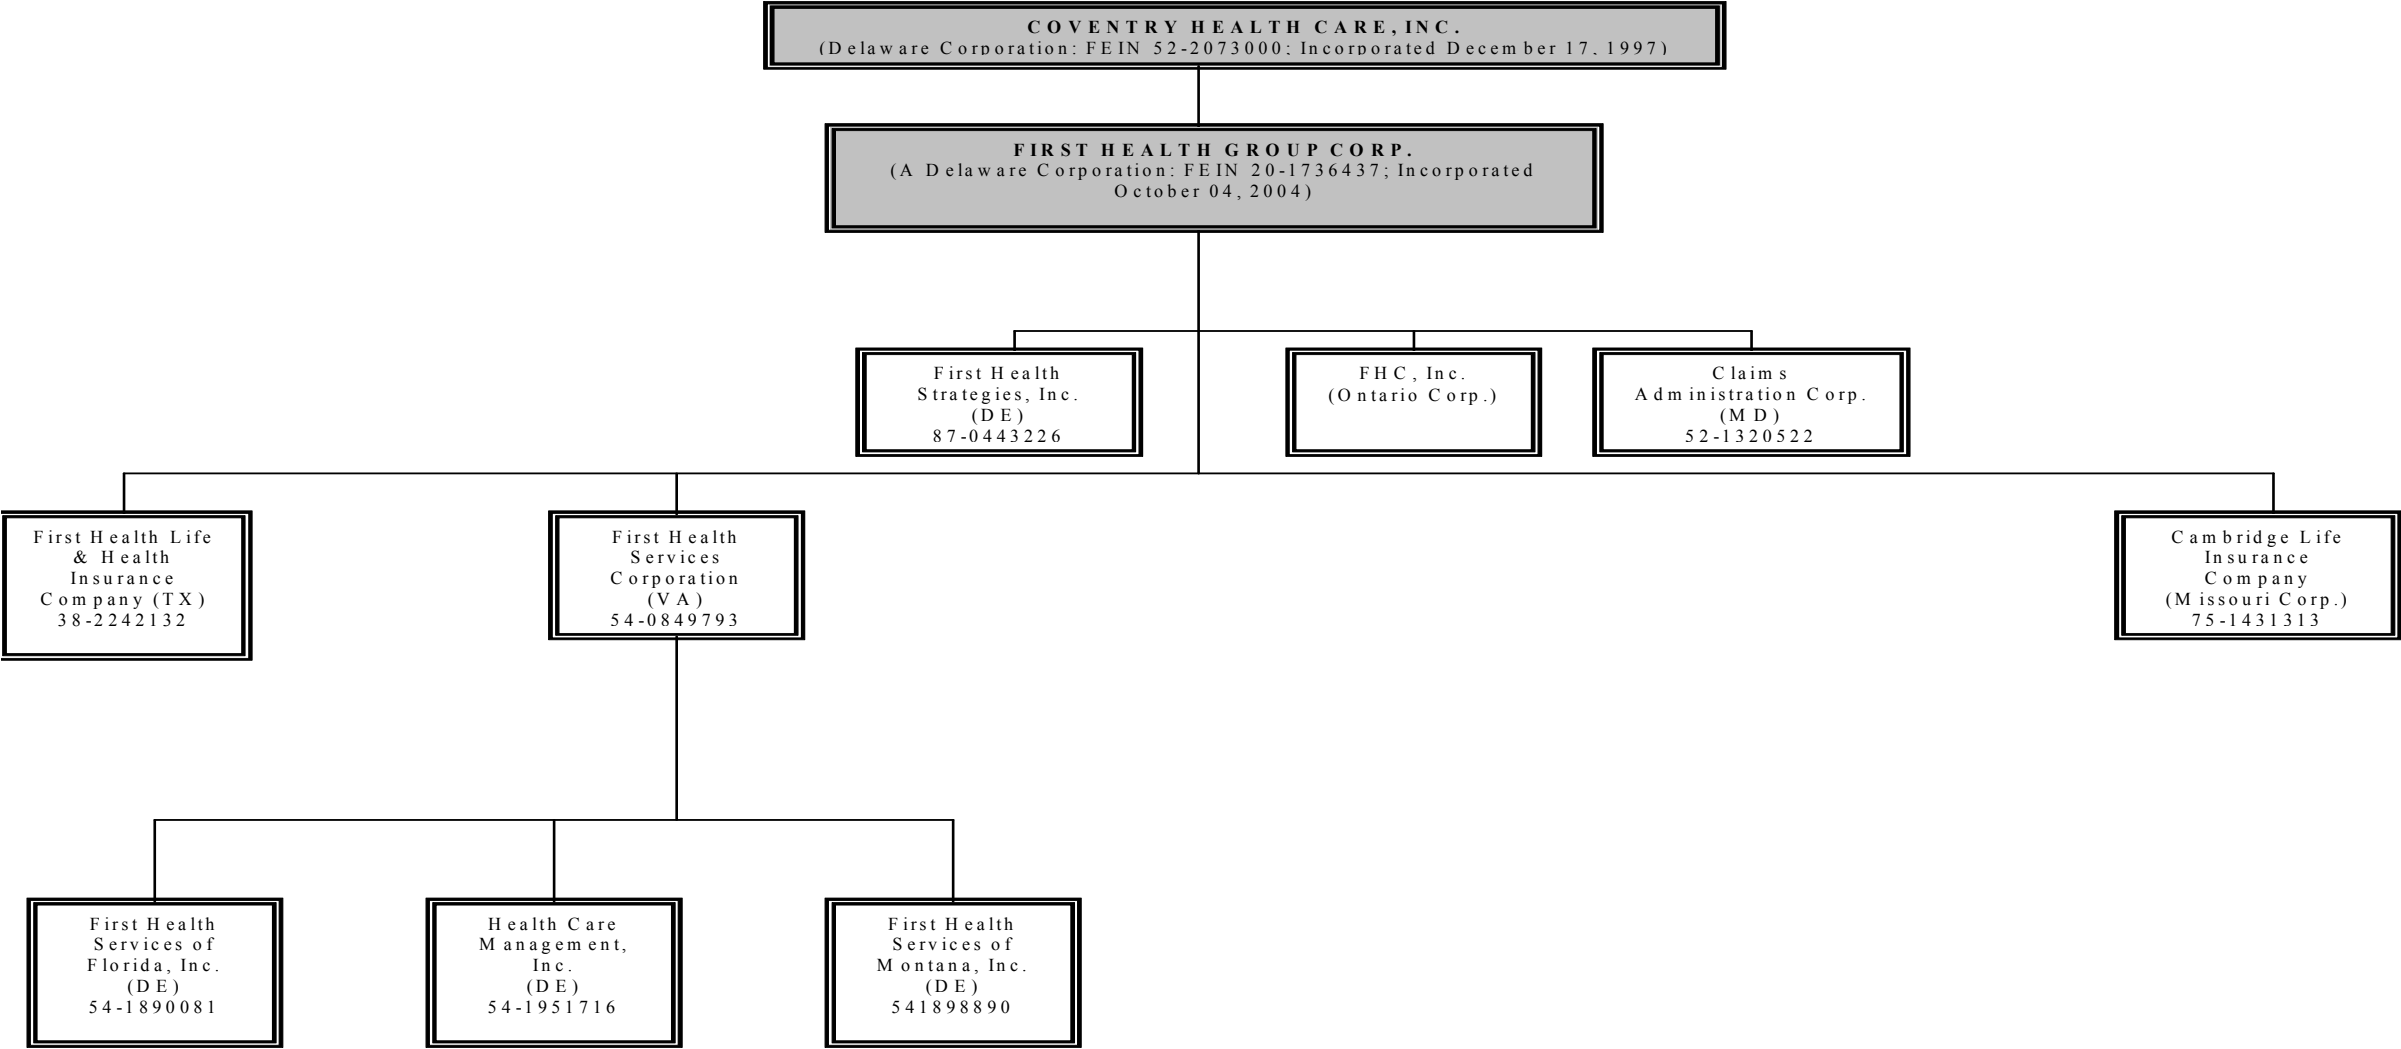 COVENTRY HEALTH CARE, INC.
(Delaware Corporation: FEIN 52-2073000; Incorporated December 17, 1997)
FIRST HEALTH GROUP CORP.
(A Delaware Corporation: FEIN 20-1736437; Incorporated
October 04, 2004)
First Health
Strategies, Inc.
(DE)
87-0443226
FHC, Inc.
(Ontario Corp.)
Claims
Administration Corp.
(MD)
52-1320522
First Health Life
& Health
Insurance
Company (TX)
38-2242132
First Health
Services
Corporation
(VA)
54-0849793
Cambridge Life
Insurance
Company
(Missouri Corp.)
75-1431313
First Health
Services of
Florida, Inc.
(DE)
54-1890081
Health Care
Management,
Inc.
(DE)
54-1951716
First Health
Services of
Montana, Inc.
(DE)
541898890